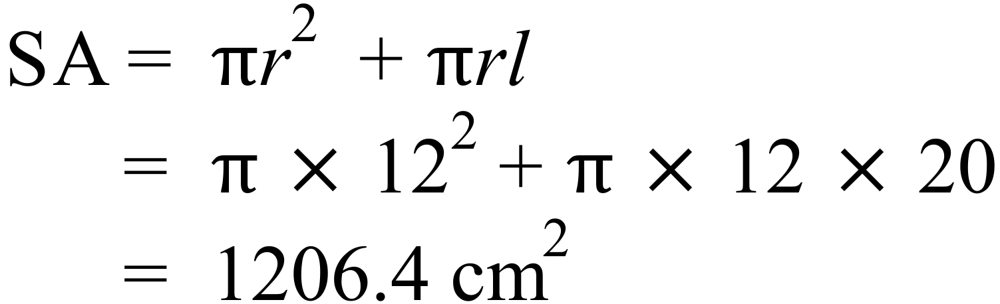 SA = πr² + πrl
= π × 12² + π × 12 × 20
= 1206.4 cm²